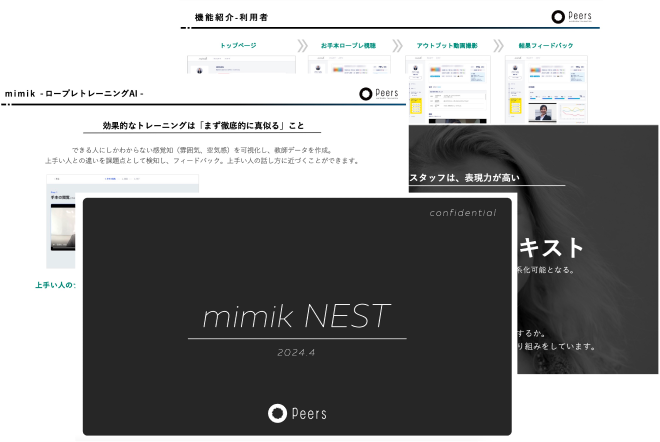 機能紹介-利用者
Peers
トップページ
お手本ロープレ視聴
アウトプット動画撮影
結果フィードバック
mimik -ロープレトレーニングAI-
Peers
効果的なトレーニングは「まず徹底的に真似る」こと
できる人にしかわからない感覚知（雰囲気、空気感）を可視化し、教師データを作成。
上手い人との違いを課題点として検知し、フィードバック。上手い人の話し方に近づくことができます。
手本の視聴
上手い人の
スタッフは、表現力が高い
キスト
系化可能となる。
するか。
り組みをしています。
confidential
mimik NEST
2024.4
Peers